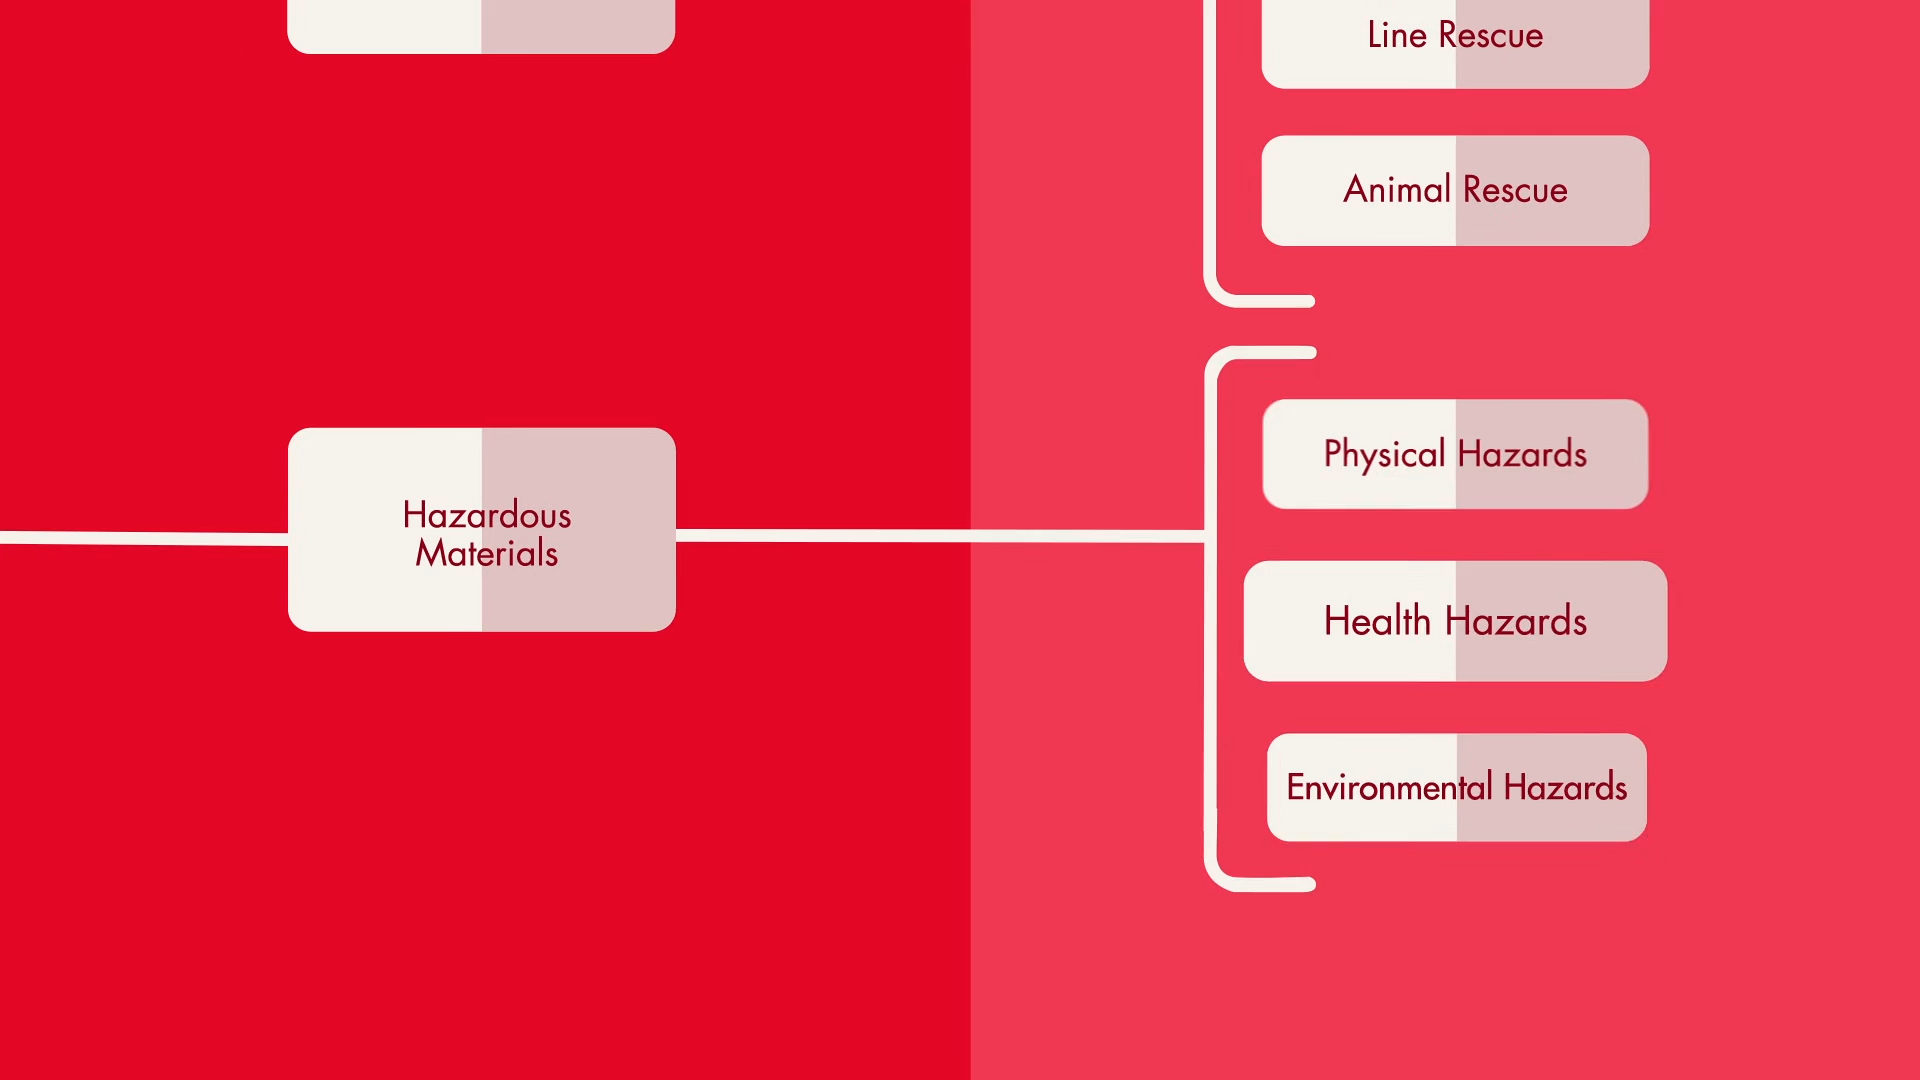 Line Rescue
Animal Rescue
Hazardous
Materials
Physical Hazards
Health Hazards
Environmental Hazards